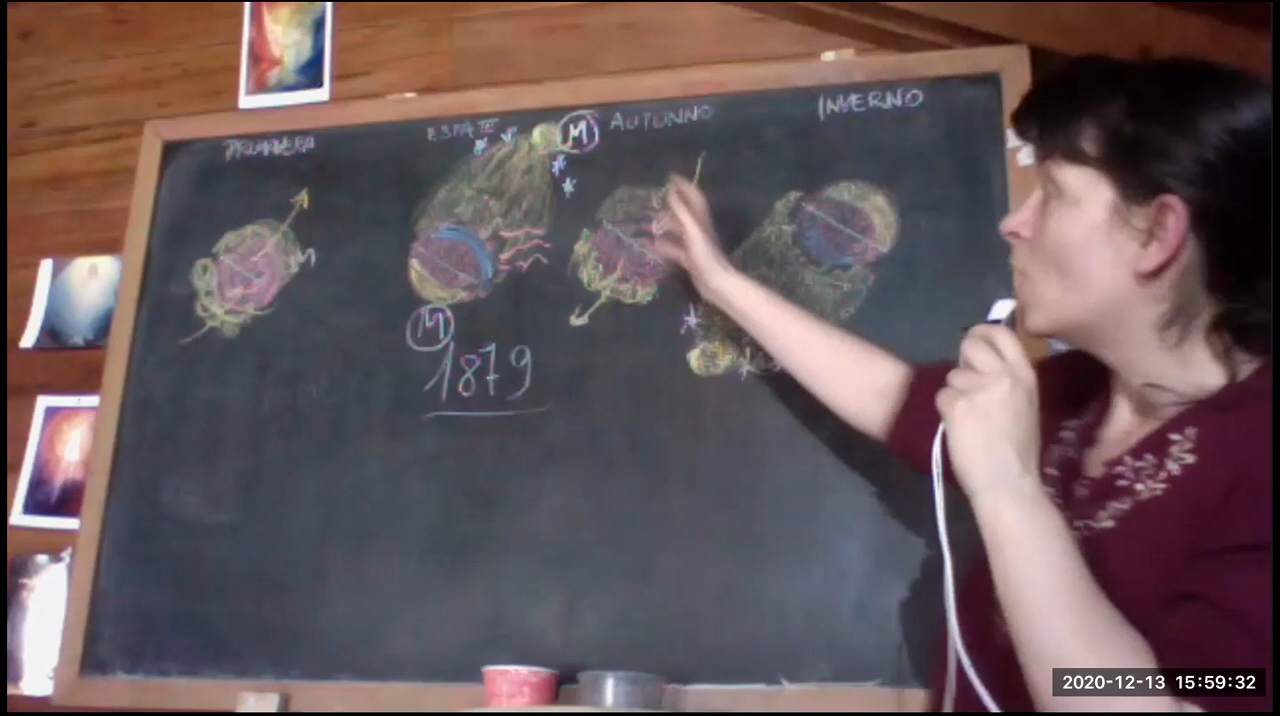 PRIMAVERA ESTATE AUTUNNO INVERNO
M
M
M
1879
2020-12-13 15:59:32